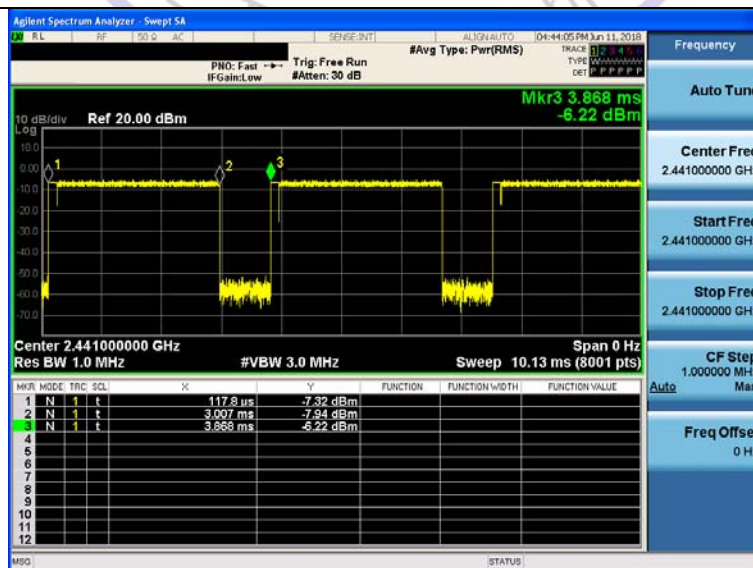 Agilent Spectrum Analyzer - Swept SA
RL RF 50 Ω AC SENSE:INT ALIGNAUTO 04:44:05 PM Jun 11, 2018
#Avg Type: Pwr(RMS) TRACE 1 2 3 4 5 6
PNO: Fast Trig: Free Run TYPE
IFGain:Low #Atten: 30 dB DET P P P P P P
Mkr3 3.868 ms
-6.22 dBm
10 dB/div Ref 20.00 dBm
Log
10.0
0.00
-10.0
-20.0
-30.0
-40.0
-50.0
-60.0
-70.0
1 2 3
Center 2.441000000 GHz Span 0 Hz
Res BW 1.0 MHz #VBW 3.0 MHz Sweep 10.13 ms (8001 pts)
MKR MODE TRC SCL X Y FUNCTION FUNCTION WIDTH FUNCTION VALUE
1 N 1 t 117.8 µs -7.32 dBm
2 N 1 t 3.007 ms -7.94 dBm
3 N 1 t 3.868 ms -6.22 dBm
4
5
6
7
8
9
10
11
12
MSG STATUS
Frequency
Auto Tun
Center Fre
2.441000000 GH
Start Fre
2.441000000 GH
Stop Fre
2.441000000 GH
CF Step
1.000000 MH
Auto Ma
Freq Offse
0 H